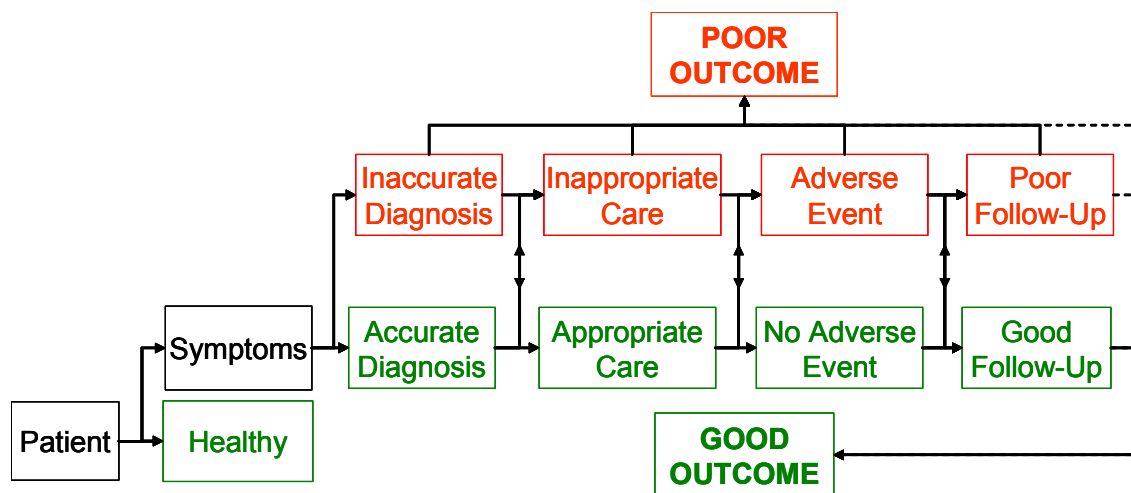 POOR
OUTCOME
Inaccurate
Diagnosis
Inappropriate
Care
Adverse
Event
Poor
Follow-Up
Symptoms
Accurate
Diagnosis
Appropriate
Care
No Adverse
Event
Good
Follow-Up
Patient
Healthy
GOOD
OUTCOME